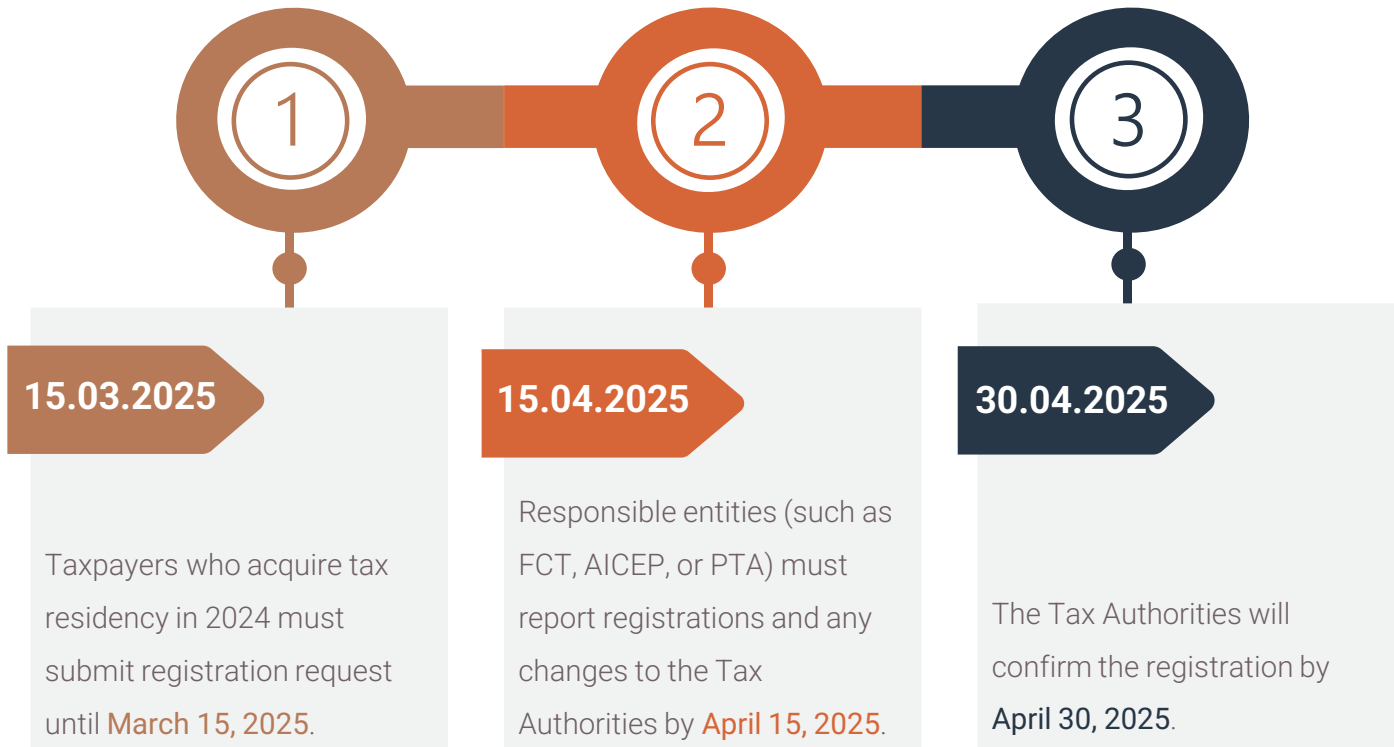 1
2
3
15.03.2025
Taxpayers who acquire tax
residency in 2024 must
submit registration request
until March 15, 2025.
15.04.2025
Responsible entities (such as
FCT, AICEP, or PTA) must
report registrations and any
changes to the Tax
Authorities by April 15, 2025.
30.04.2025
The Tax Authorities will
confirm the registration by
April 30, 2025.